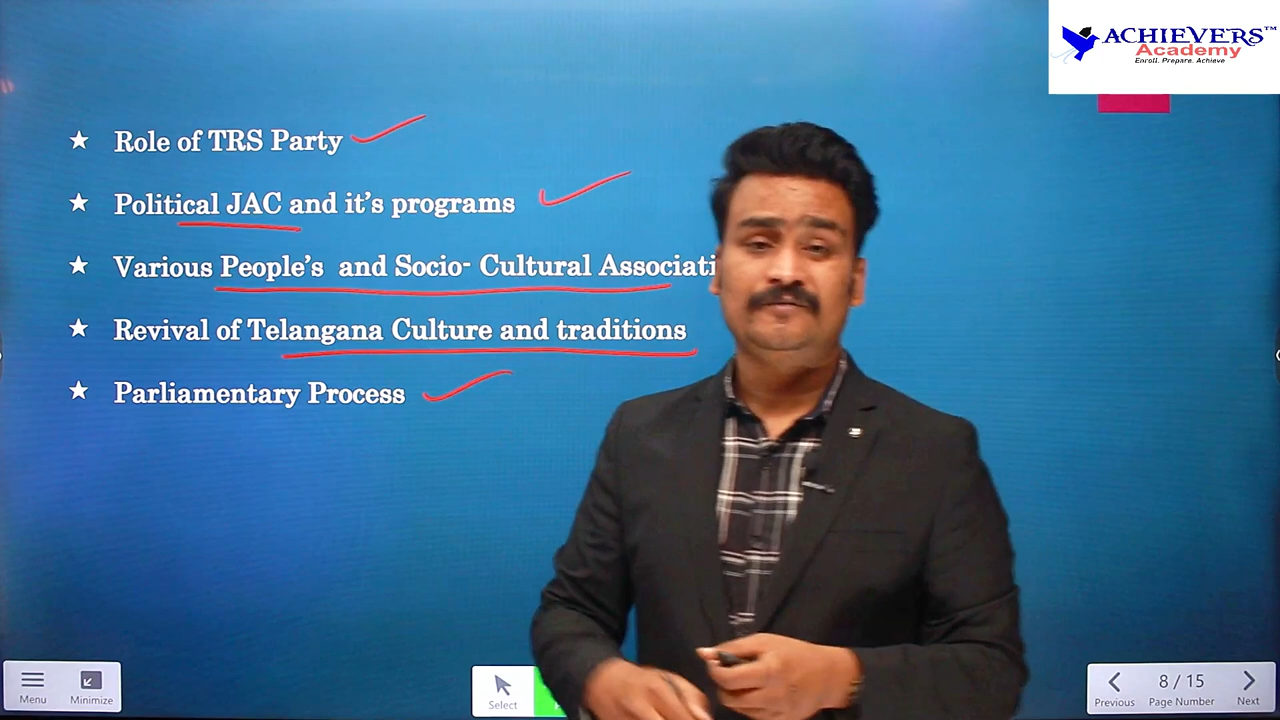 ACHIEVERS™
Academy
Enroll. Prepare. Achieve
★ Role of TRS Party
★ Political JAC and it's programs
★ Various People's and Socio- Cultural Associati
★ Revival of Telangana Culture and traditions
★ Parliamentary Process
Menu
Minimize
Select
8 / 15
Previous
Page Number
Next